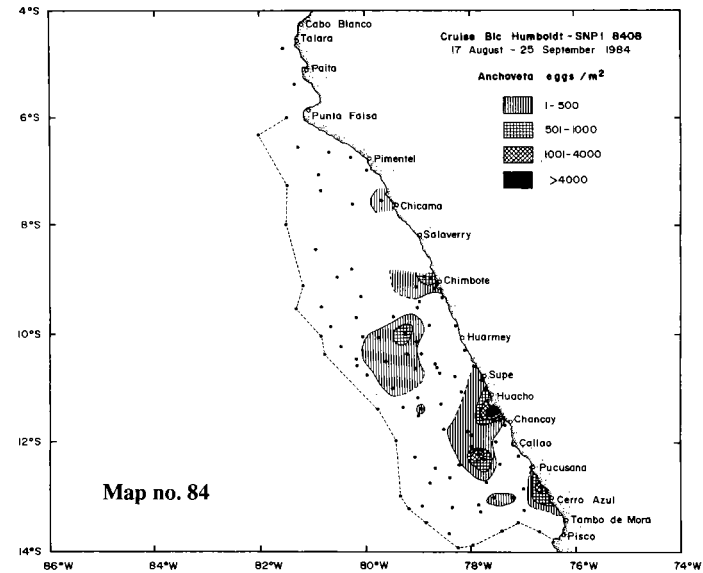 4°S
Cabo Blanco
Talara
Paita
6°S
Punta Falsa
Pimentel
8°S
Chicama
Salaverry
Chimbote
10°S
Huarmey
Supe
Huacho
Chancay
12°S
Callao
Pucusana
Cerro Azul
Tambo de Mora
Pisco
14°S
86°W
84°W
82°W
80°W
78°W
76°W
74°W
Cruise Bic Humboldt - SNP1 8408
17 August - 25 September 1984
Anchoveta eggs /m²
1-500
501-1000
1001-4000
>4000
Map no. 84